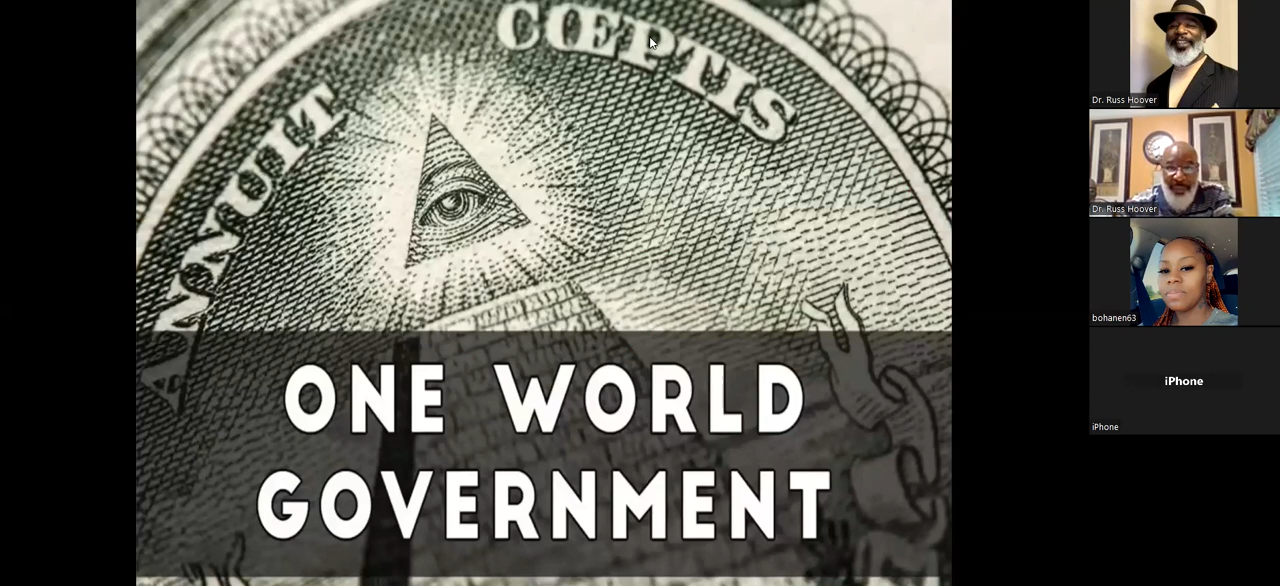 ANNUIT CŒPTIS
ONE WORLD
GOVERNMENT
Dr. Russ Hoover
Dr. Russ Hoover
bohanen63
iPhone
iPhone